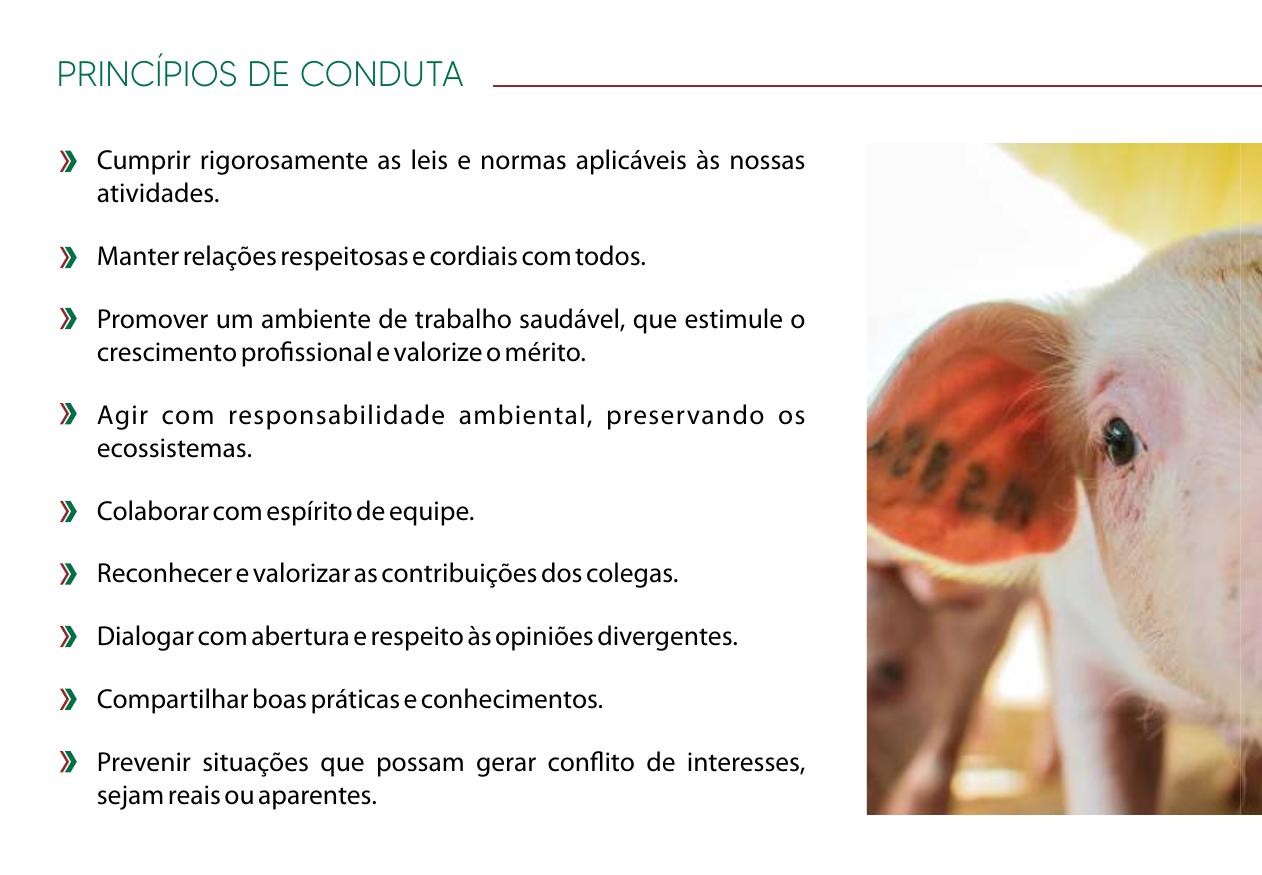 PRINCÍPIOS DE CONDUTA
Cumprir rigorosamente as leis e normas aplicáveis às nossas
atividades.
Manter relações respeitosas e cordiais com todos.
Promover um ambiente de trabalho saudável, que estimule o
crescimento profissional e valorize o mérito.
Agir com responsabilidade ambiental, preservando os
ecossistemas.
Colaborar com espírito de equipe.
Reconhecer e valorizar as contribuições dos colegas.
Dialogar com abertura e respeito às opiniões divergentes.
Compartilhar boas práticas e conhecimentos.
Prevenir situações que possam gerar conflito de interesses,
sejam reais ou aparentes.